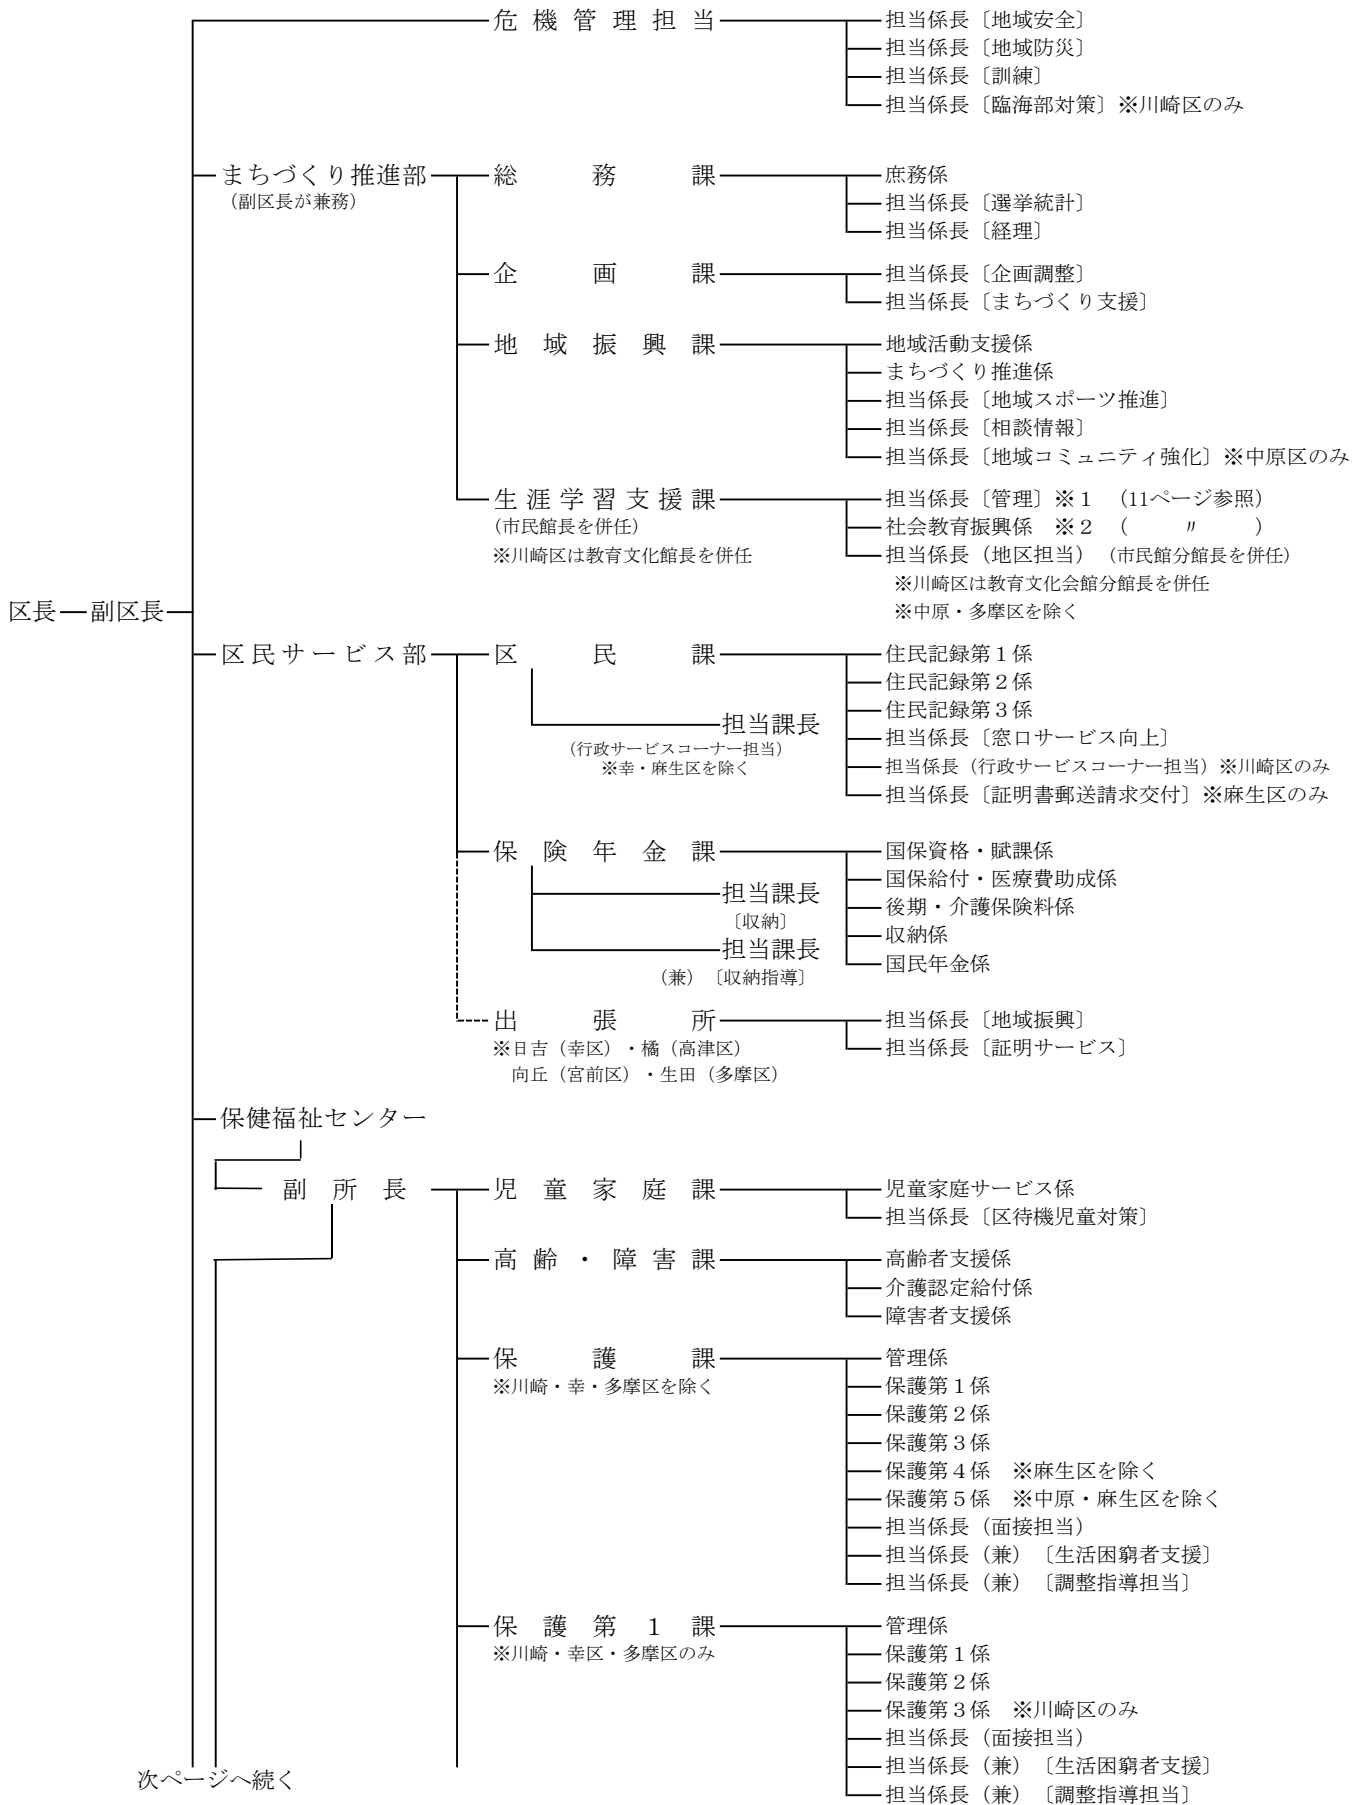 危機管理担当 担当係長〔地域安全〕
担当係長〔地域防災〕
担当係長〔訓練〕
担当係長〔臨海部対策〕※川崎区のみ
まちづくり推進部 総務課 庶務係
(副区長が兼務) 担当係長〔選挙統計〕
担当係長〔経理〕
企画課 担当係長〔企画調整〕
担当係長〔まちづくり支援〕
地域振興課 地域活動支援係
まちづくり推進係
担当係長〔地域スポーツ推進〕
担当係長〔相談情報〕
担当係長〔地域コミュニティ強化〕※中原区のみ
生涯学習支援課 担当係長〔管理〕※1 (11ページ参照)
(市民館長を併任) 社会教育振興係 ※2 ( 〃 )
※川崎区は教育文化館長を併任 担当係長(地区担当)(市民館分館長を併任)
※川崎区は教育文化会館分館長を併任
区長 副区長 ※中原・多摩区を除く
区民サービス部 区民課 住民記録第1係
住民記録第2係
住民記録第3係
担当課長 担当係長〔窓口サービス向上〕
(行政サービスコーナー担当)
※幸・麻生区を除く 担当係長(行政サービスコーナー担当)※川崎区のみ
担当係長〔証明書郵送請求交付〕※麻生区のみ
保険年金課 国保資格・賦課係
国保給付・医療費助成係
担当課長 後期・介護保険料係
〔収納〕 収納係
担当課長 国民年金係
(兼)〔収納指導〕
出張所 担当係長〔地域振興〕
※日吉(幸区)・橘(高津区) 担当係長〔証明サービス〕
向丘(宮前区)・生田(多摩区)
保健福祉センター
副所長 児童家庭課 児童家庭サービス係
担当係長〔区待機児童対策〕
高齢・障害課 高齢者支援係
介護認定給付係
障害者支援係
保護課 管理係
※川崎・幸・多摩区を除く 保護第1係
保護第2係
保護第3係
保護第4係 ※麻生区を除く
保護第5係 ※中原・麻生区を除く
担当係長(面接担当)
担当係長(兼)〔生活困窮者支援〕
担当係長(兼)〔調整指導担当〕
保護第1課 管理係
※川崎・幸区・多摩区のみ 保護第1係
保護第2係
保護第3係 ※川崎区のみ
担当係長(面接担当)
担当係長(兼)〔生活困窮者支援〕
次ページへ続く 担当係長(兼)〔調整指導担当〕